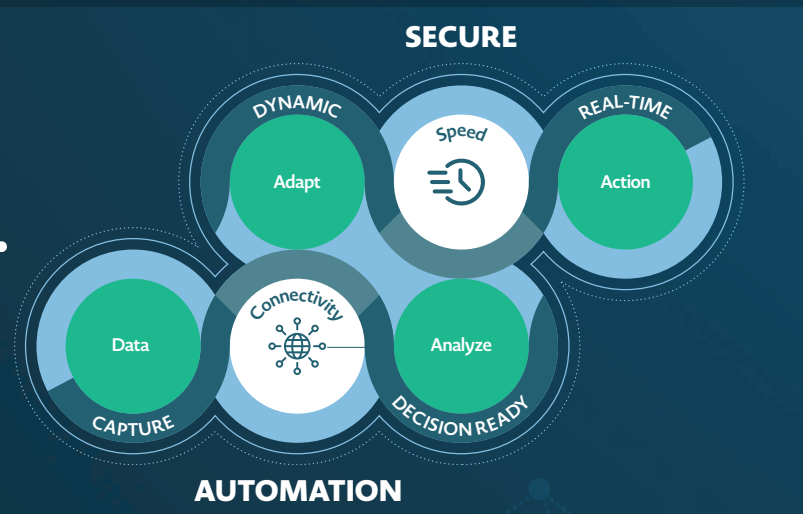 SECURE
DYNAMIC
Speed
REAL-TIME
Adapt
Action
Connectivity
Data
Analyze
CAPTURE
DECISION READY
AUTOMATION